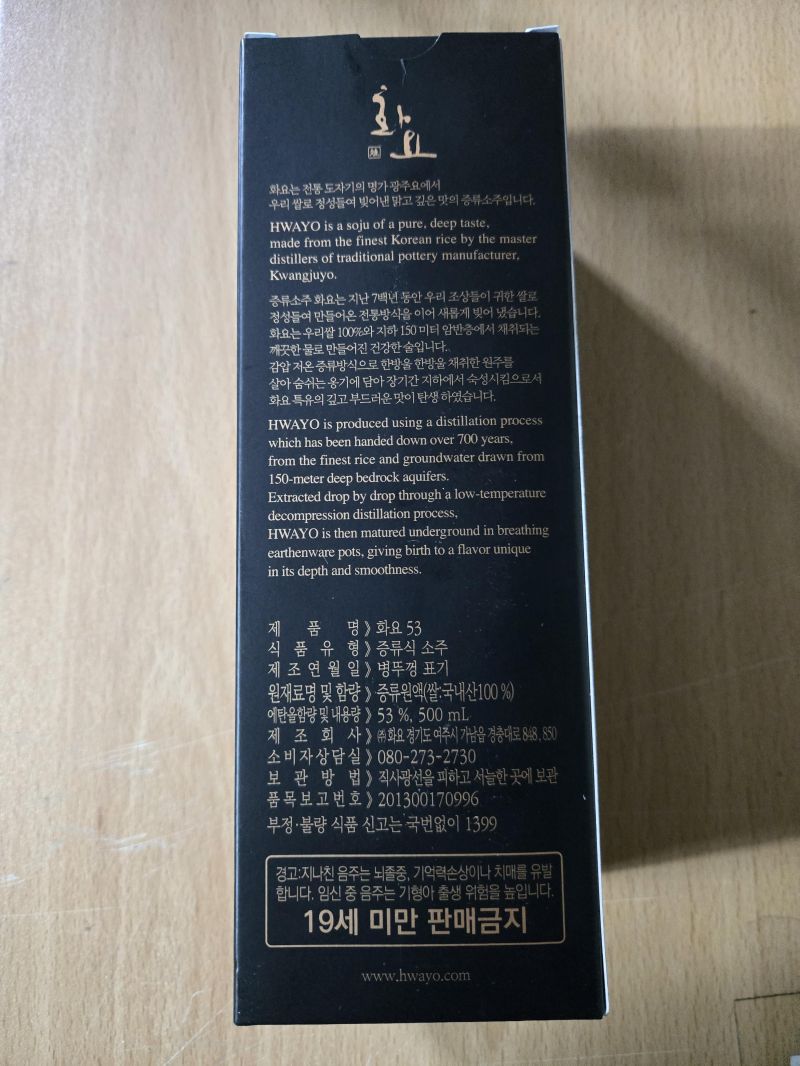 화요
화요는 전통 도자기의 명가 광주요에서
우리 쌀로 정성들여 빚어낸 맑고 깊은 맛의 증류소주입니다.
HWAYO is a soju of a pure, deep taste,
made from the finest Korean rice by the master
distillers of traditional pottery manufacturer,
Kwangjuyo.
증류소주 화요는 지난 7백년 동안 우리 조상들이 귀한 쌀로
정성들여 만들어온 전통방식을 이어 새롭게 빚어 냈습니다.
화요는 우리쌀 100%와 지하 150 미터 암반층에서 채취되는
깨끗한 물로 만들어진 건강한 술입니다.
감압 저온 증류방식으로 한방울 한방울 채취한 원주를
살아 숨쉬는 옹기에 담아 장기간 지하에서 숙성시킴으로서
화요 특유의 깊고 부드러운 맛이 탄생 하였습니다.
HWAYO is produced using a distillation process
which has been handed down over 700 years,
from the finest rice and groundwater drawn from
150-meter deep bedrock aquifers.
Extracted drop by drop through a low-temperature
decompression distillation process,
HWAYO is then matured underground in breathing
earthenware pots, giving birth to a flavor unique
in its depth and smoothness.
제 품 명 》 화요 53
식 품 유 형 》 증류식 소주
제 조 연 월 일 》 병뚜껑 표기
원재료명 및 함량 》 증류원액(쌀:국내산100 %)
에탄올함량 및 내용량 》 53 %, 500 mL
제 조 회 사 》 ㈜화요 경기도 여주시 가남읍 경충대로 848, 850
소비자상담실 》 080-273-2730
보 관 방 법 》 직사광선을 피하고 서늘한 곳에 보관
품목보고번호 》 201300170996
부정·불량 식품 신고는 국번없이 1399
경고:지나친 음주는 뇌졸중, 기억력손상이나 치매를 유발
합니다. 임신 중 음주는 기형아 출생 위험을 높입니다.
19세 미만 판매금지
www.hwayo.com